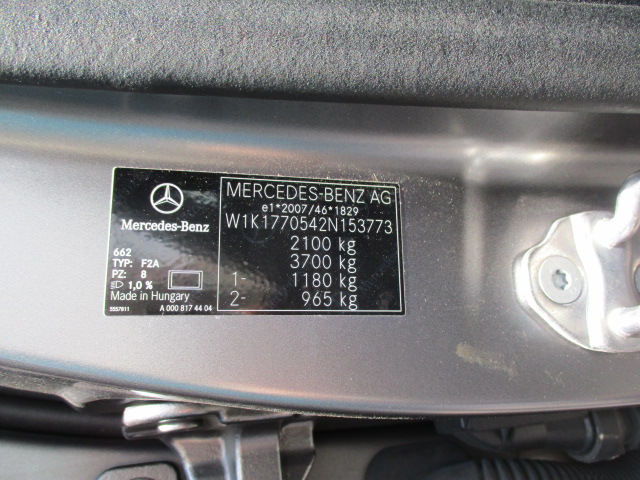 Mercedes-Benz
662
TYP: F2A
PZ: 8
1,0 %
Made in Hungary
5557811 A 000 817 44 04
MERCEDES-BENZ AG
e1*2007/46*1829
W1K1770542N153773
2100 kg
3700 kg
1- 1180 kg
2- 965 kg